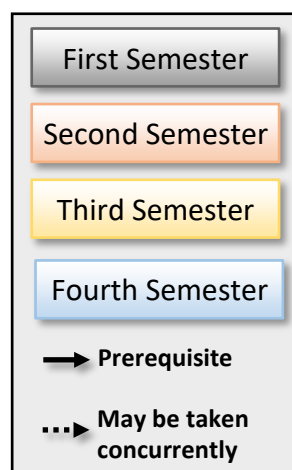 First Semester
Second Semester
Third Semester
Fourth Semester
Prerequisite
May be taken
concurrently